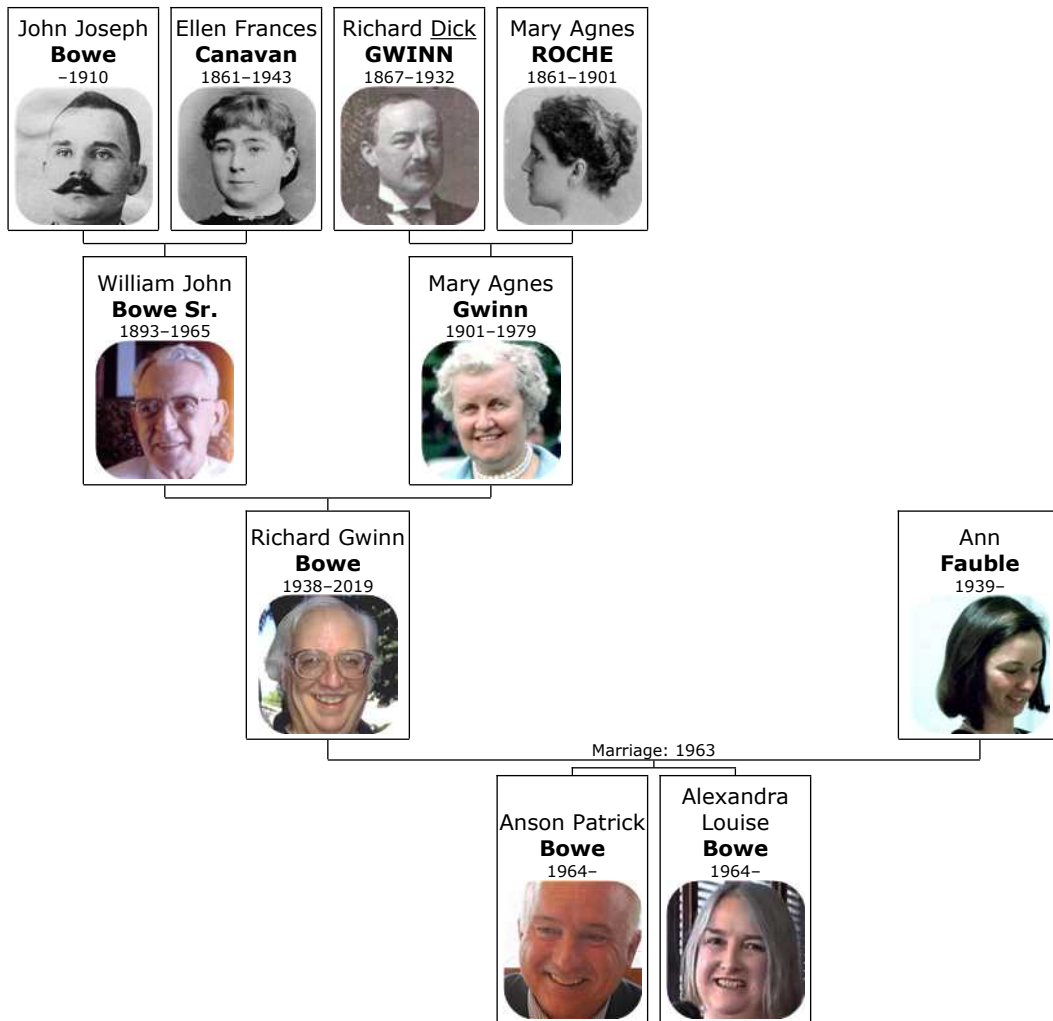 John Joseph
Bowe
–1910
Ellen Frances
Canavan
1861–1943
Richard Dick
GWINN
1867–1932
Mary Agnes
ROCHE
1861–1901
William John
Bowe Sr.
1893–1965
Mary Agnes
Gwinn
1901–1979
Richard Gwinn
Bowe
1938–2019
Ann
Fauble
1939–
Marriage: 1963
Anson Patrick
Bowe
1964–
Alexandra
Louise
Bowe
1964–